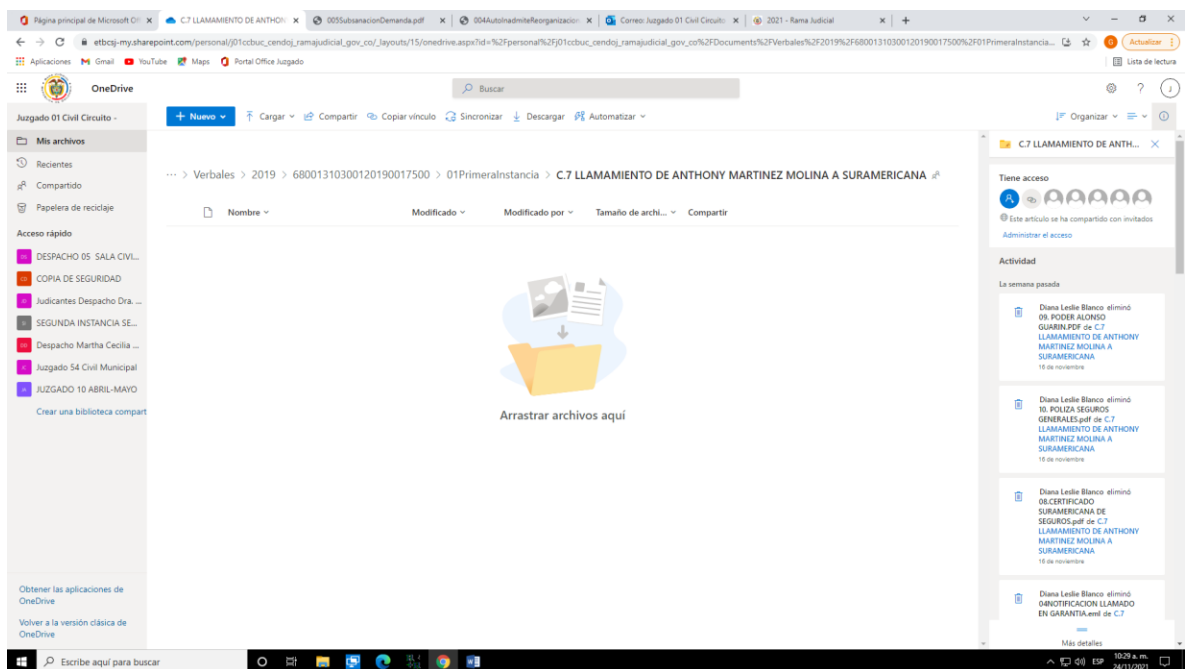 Página principal de Microsoft Of
C.7 LLAMAMIENTO DE ANTHON
005SubsanacionDemanda.pdf
004AutoInadmiteReorganizacion
Correo: Juzgado 01 Civil Circuito
2021 - Rama Judicial
etbcsj-my.sharepoint.com/personal/j01ccbuc_cendoj_ramajudicial_gov_co/_layouts/15/onedrive.aspx?id=%2Fpersonal%2Fj01ccbuc_cendoj_ramajudicial_gov_co%2FDocuments%2FVerbales%2F2019%2F68001310300120190017500%2F01PrimeraInstancia...
G
Actualizar
Aplicaciones
Gmail
YouTube
Maps
Portal Office Juzgado
Lista de lectura
OneDrive
Buscar
?
J
Juzgado 01 Civil Circuito -
+ Nuevo
Cargar
Compartir
Copiar vínculo
Sincronizar
Descargar
Automatizar
Organizar
Mis archivos
Recientes
Compartido
Papelera de reciclaje
Acceso rápido
DESPACHO 05 SALA CIVI...
COPIA DE SEGURIDAD
Judicantes Despacho Dra. ...
SEGUNDA INSTANCIA SE...
Despacho Martha Cecilia ...
Juzgado 54 Civil Municipal
JUZGADO 10 ABRIL-MAYO
Crear una biblioteca compart
Obtener las aplicaciones de
OneDrive
Volver a la versión clásica de
OneDrive
... > Verbales > 2019 > 68001310300120190017500 > 01PrimeraInstancia > C.7 LLAMAMIENTO DE ANTHONY MARTINEZ MOLINA A SURAMERICANA
Nombre
Modificado
Modificado por
Tamaño de archi...
Compartir
Arrastrar archivos aquí
C.7 LLAMAMIENTO DE ANTH...
Tiene acceso
Este artículo se ha compartido con invitados
Administrar el acceso
Actividad
La semana pasada
Diana Leslie Blanco eliminó
09. PODER ALONSO
GUARIN.PDF de C.7
LLAMAMIENTO DE ANTHONY
MARTINEZ MOLINA A
SURAMERICANA
16 de noviembre
Diana Leslie Blanco eliminó
10. POLIZA SEGUROS
GENERALES.pdf de C.7
LLAMAMIENTO DE ANTHONY
MARTINEZ MOLINA A
SURAMERICANA
16 de noviembre
Diana Leslie Blanco eliminó
08.CERTIFICADO
SURAMERICANA DE
SEGUROS.pdf de C.7
LLAMAMIENTO DE ANTHONY
MARTINEZ MOLINA A
SURAMERICANA
16 de noviembre
Diana Leslie Blanco eliminó
04NOTIFICACION LLAMADO
EN GARANTIA.eml de C.7
Más detalles
Escribe aquí para buscar
ESP
10:29 a. m.
24/11/2021